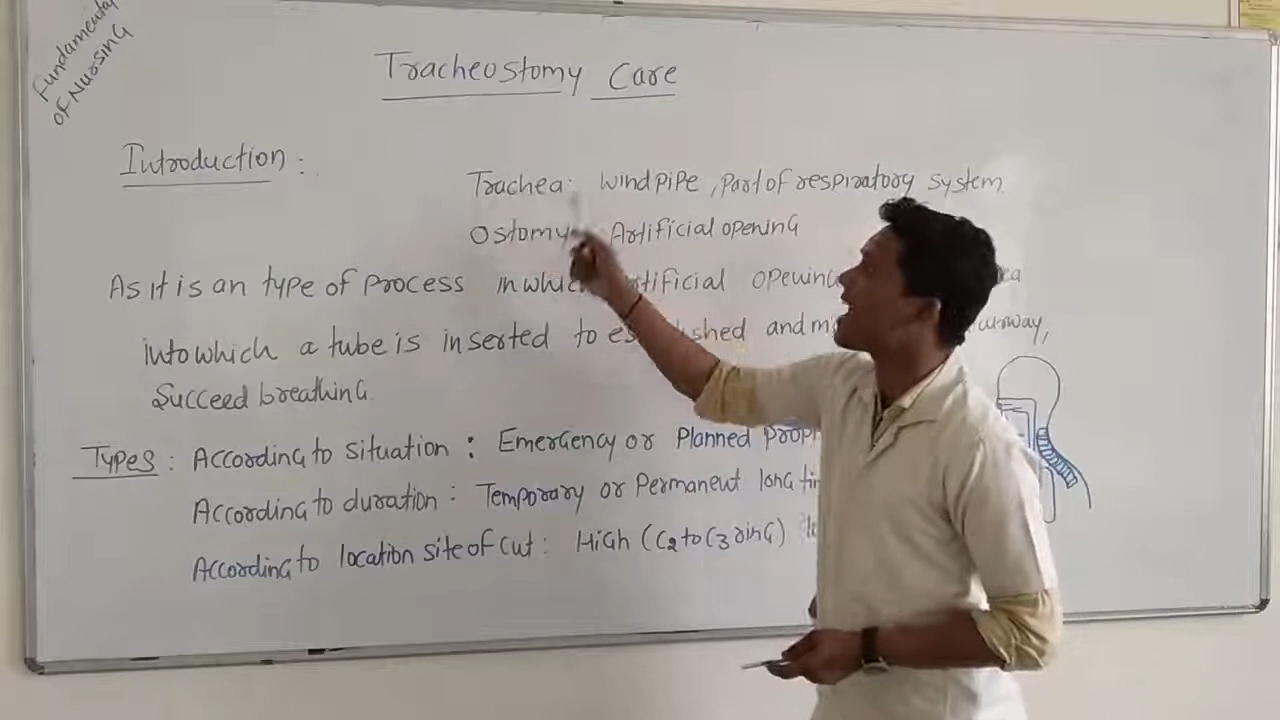 Fundamental
of Nursing
Tracheostomy Care
Introduction :
Trachea : Windpipe , Part of respiratory system
Ostomy : Artificial opening
As it is an type of process in which artificial opening
into which a tube is inserted to established and airway,
Succeed breathing.
Types : According to situation : Emergency or Planned
According to duration : Temporary or Permanent long
According to location site of cut : High (C2 to C3 ring)